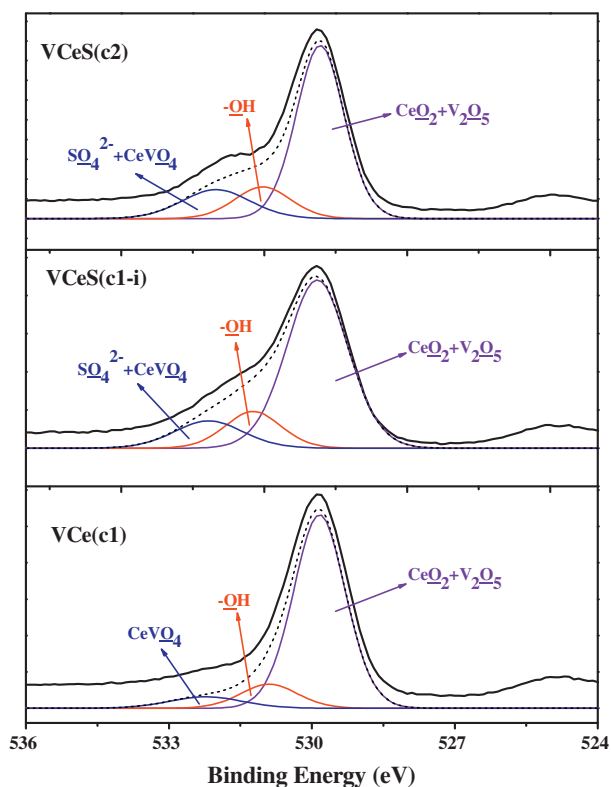 VCeS(c2)
-OH
CeO2+V2O5
SO4^2-+CeVO4
VCeS(c1-i)
-OH
CeO2+V2O5
SO4^2-+CeVO4
VCe(c1)
CeO2+V2O5
-OH
CeVO4
536 533 530 527 524
Binding Energy (eV)